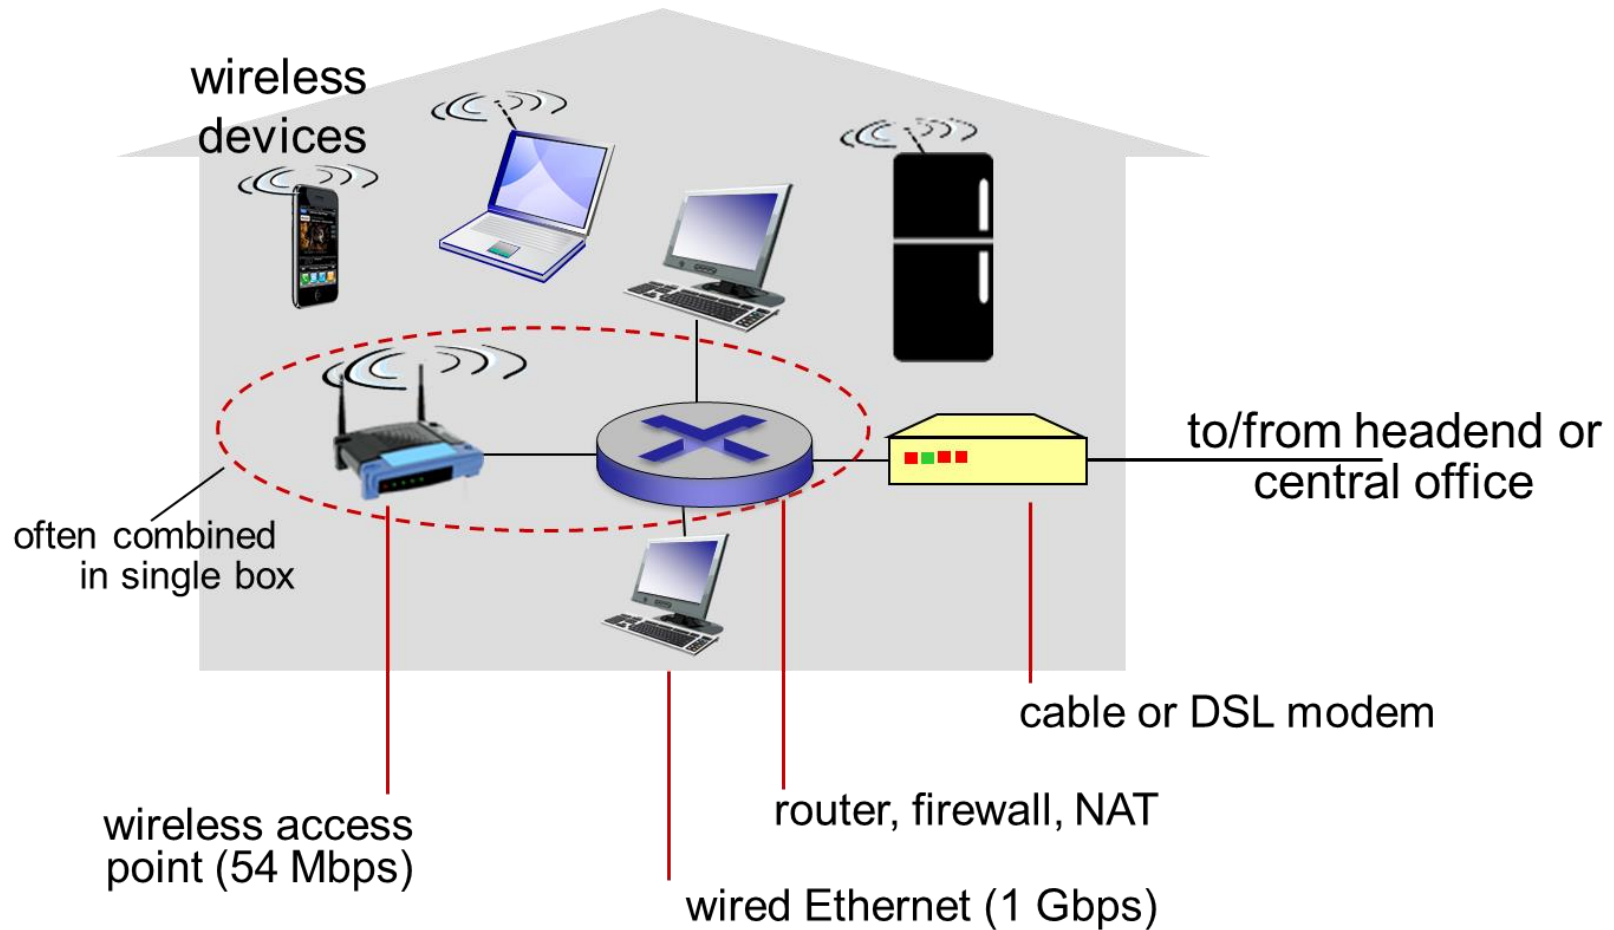 wireless
devices
to/from headend or
central office
often combined
in single box
cable or DSL modem
wireless access
point (54 Mbps)
router, firewall, NAT
wired Ethernet (1 Gbps)